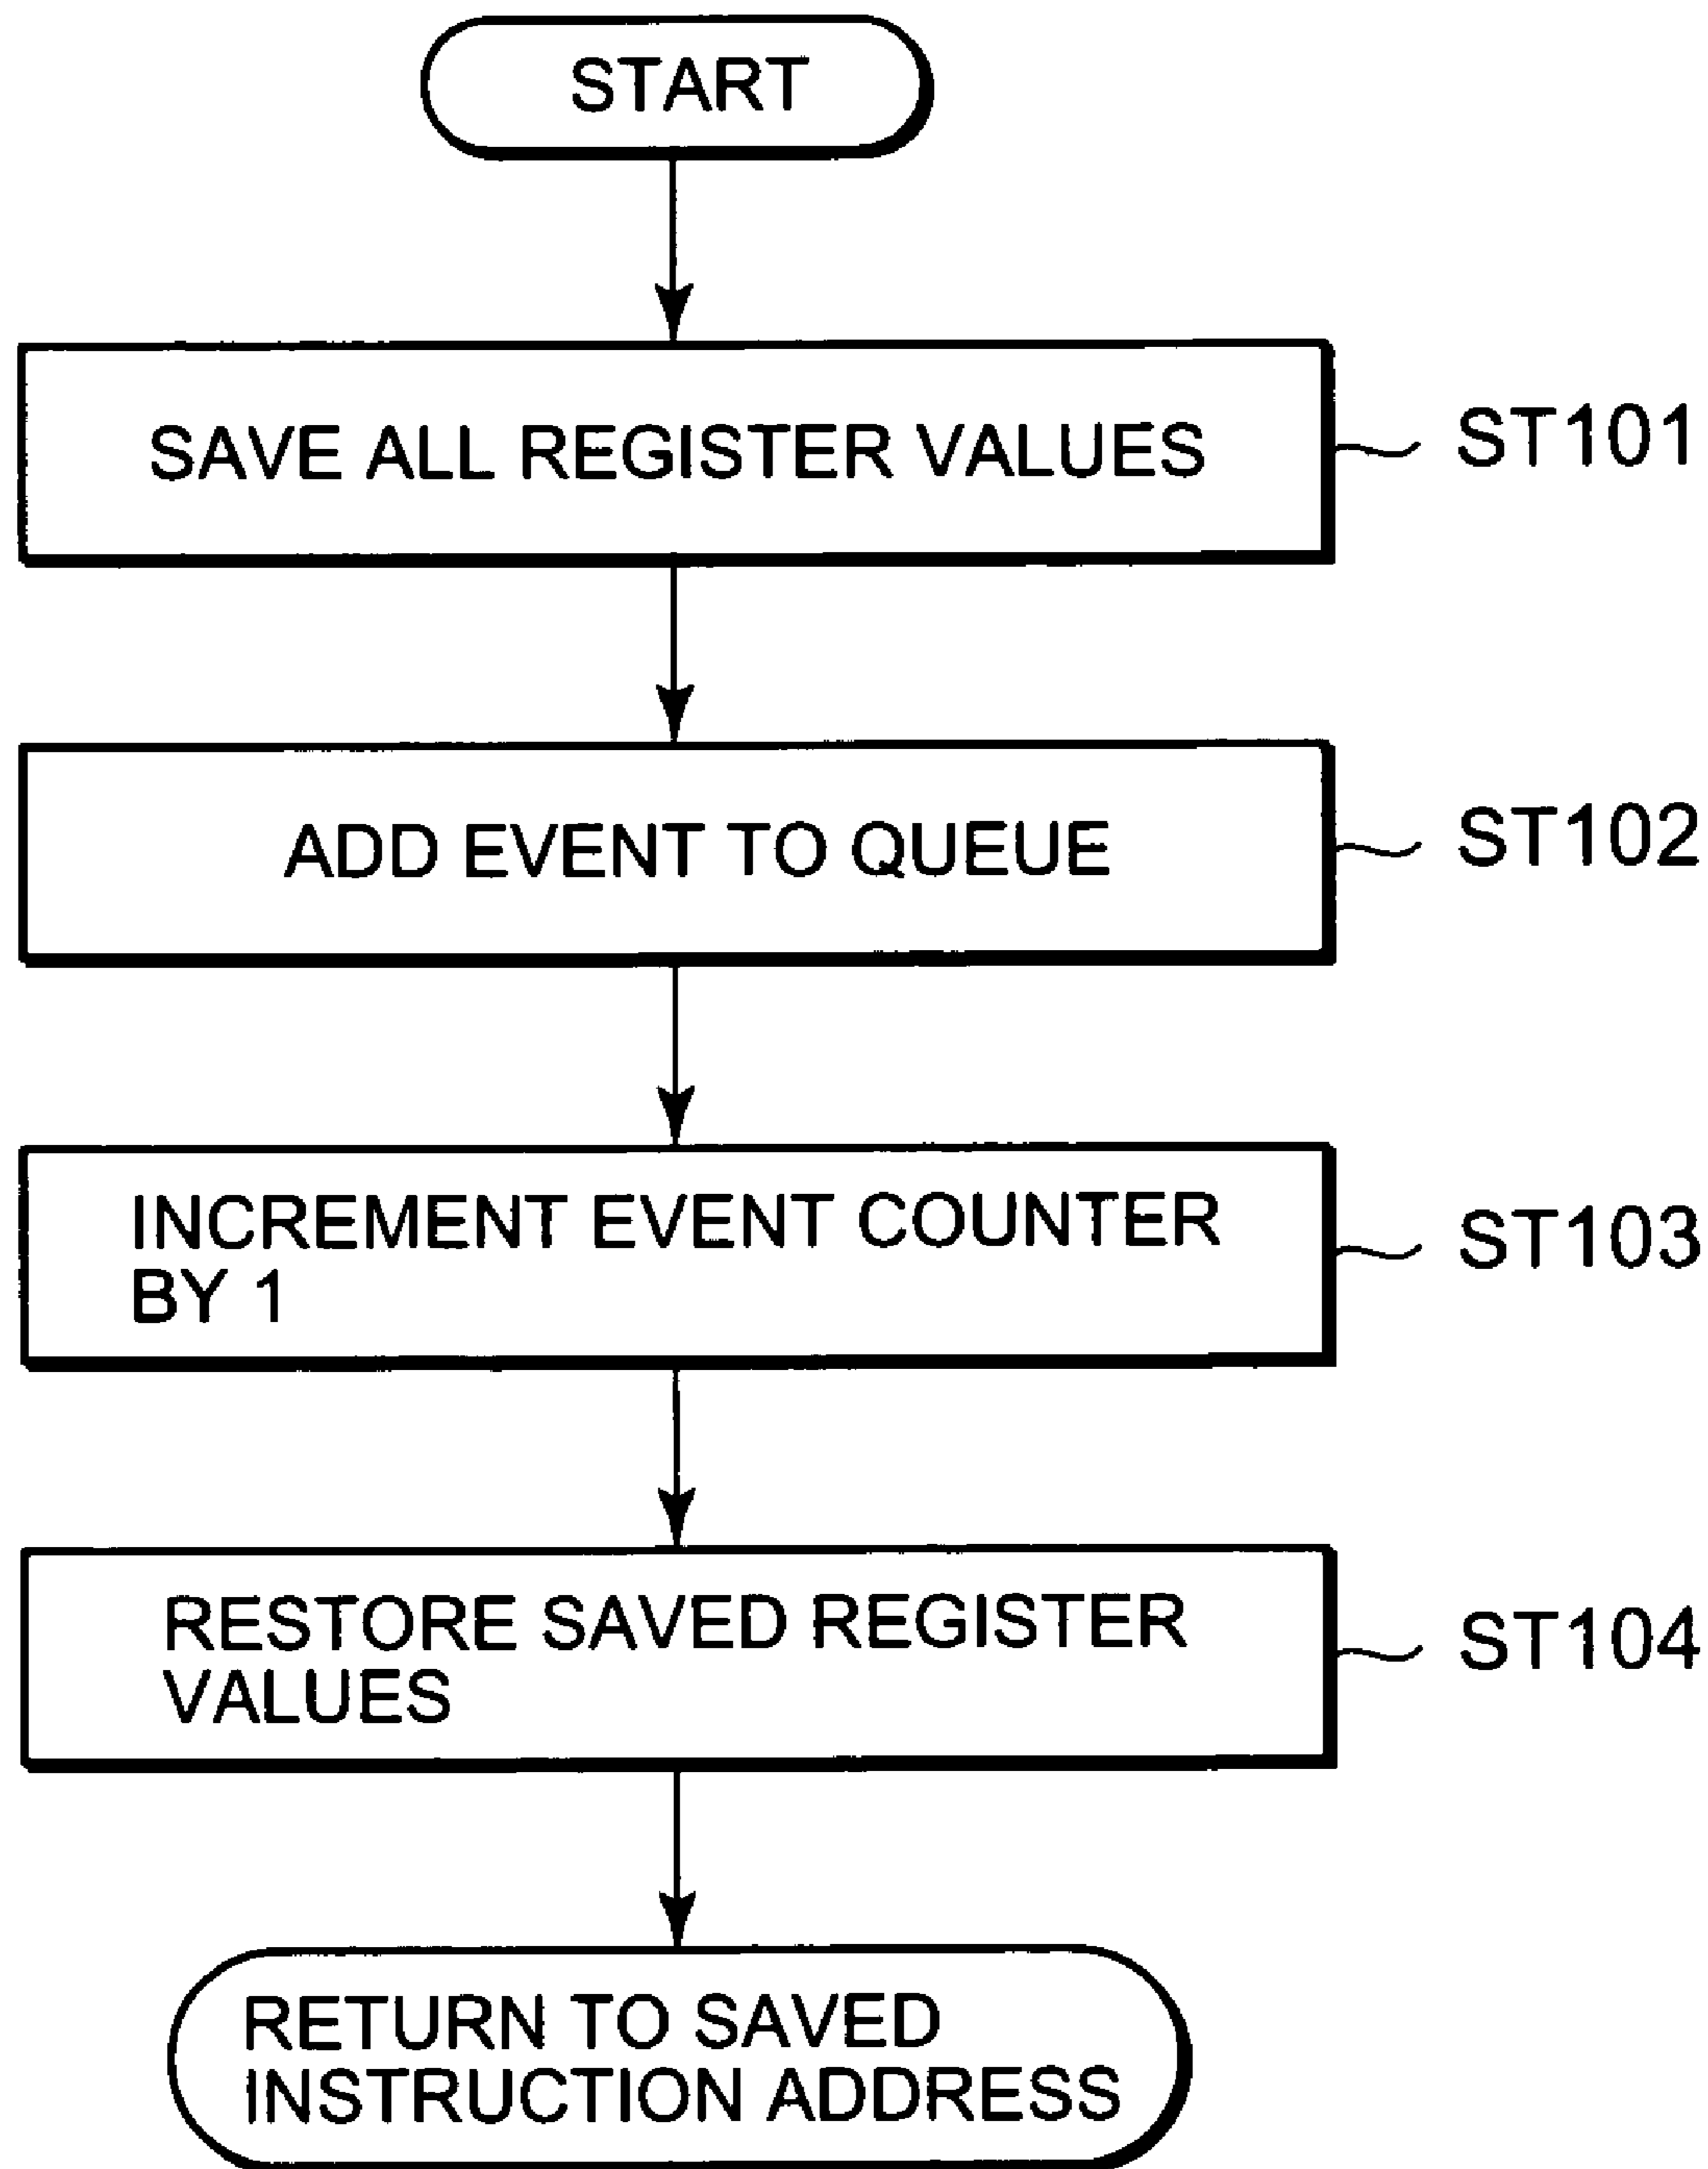 START
SAVE ALL REGISTER VALUES
ST101
ADD EVENT TO QUEUE
ST102
INCREMENT EVENT COUNTER
BY 1
ST103
RESTORE SAVED REGISTER
VALUES
ST104
RETURN TO SAVED
INSTRUCTION ADDRESS